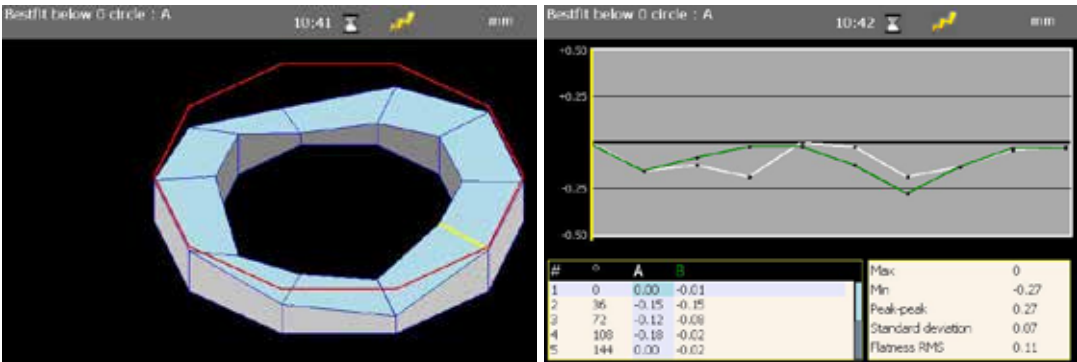 Bestfit below 0 circle : A 10:41 mm
Bestfit below 0 circle : A 10:42 mm
+0.50
+0.25
-0.25
-0.50
# ° A B
1 0 0.00 -0.01
2 36 -0.15 -0.15
3 72 -0.12 -0.08
4 108 -0.18 -0.02
5 144 0.00 -0.02
Max 0
Min -0.27
Peak-peak 0.27
Standard deviation 0.07
Flatness RMS 0.11